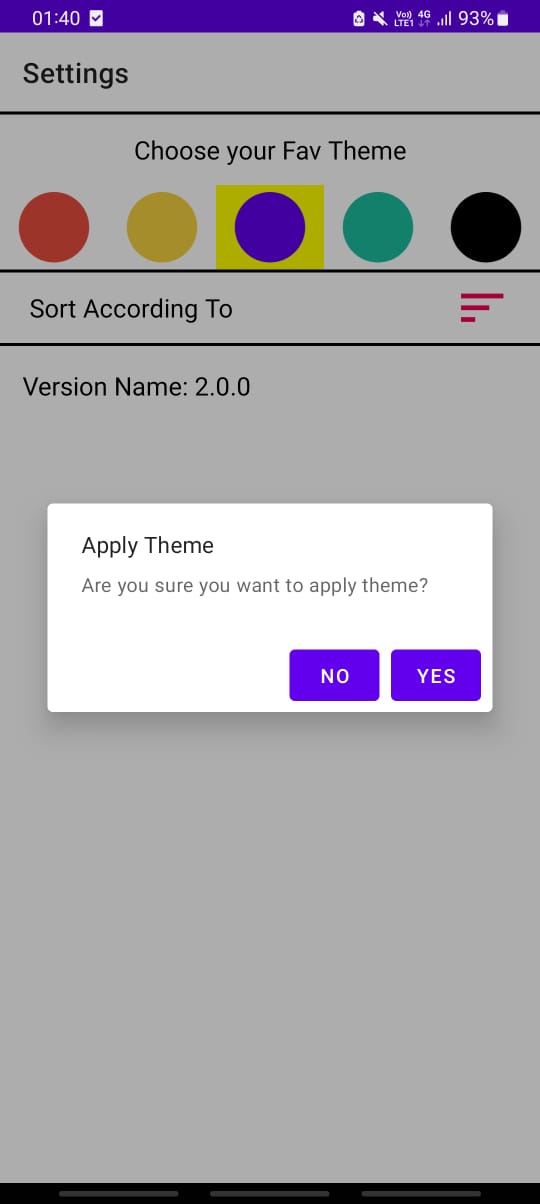 01:40
Vo)) 4G
LTE1 93%
Settings
Choose your Fav Theme
Sort According To
Version Name: 2.0.0
Apply Theme
Are you sure you want to apply theme?
NO YES